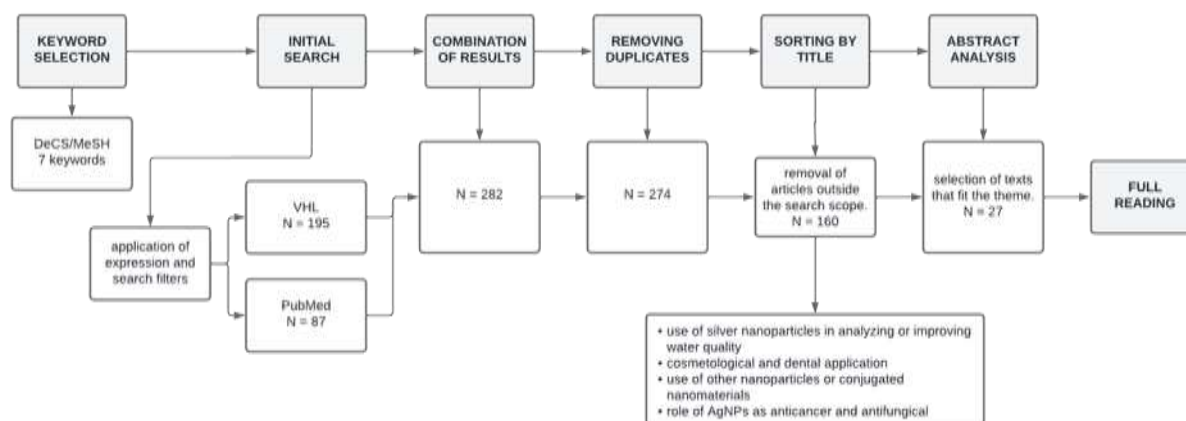 KEYWORD
SELECTION
INITIAL
SEARCH
COMBINATION
OF RESULTS
REMOVING
DUPLICATES
SORTING BY
TITLE
ABSTRACT
ANALYSIS
DeCS/MeSH
7 keywords
application of
expression and
search filters
VHL
N = 195
PubMed
N = 87
N = 282
N = 274
removal of
articles outside
the search scope.
N = 160
selection of texts
that fit the theme.
N = 27
FULL
READING
• use of silver nanoparticles in analyzing or improving
water quality
• cosmetological and dental application
• use of other nanoparticles or conjugated
nanomaterials
• role of AgNPs as anticancer and antifungical